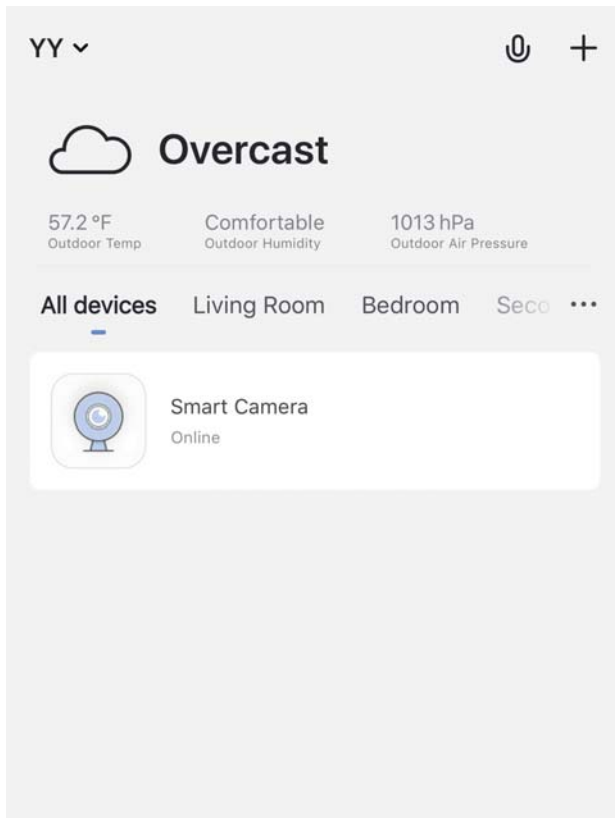 YY
Overcast
57.2 °F Comfortable 1013 hPa
Outdoor Temp Outdoor Humidity Outdoor Air Pressure
All devices Living Room Bedroom Seco
Smart Camera
Online